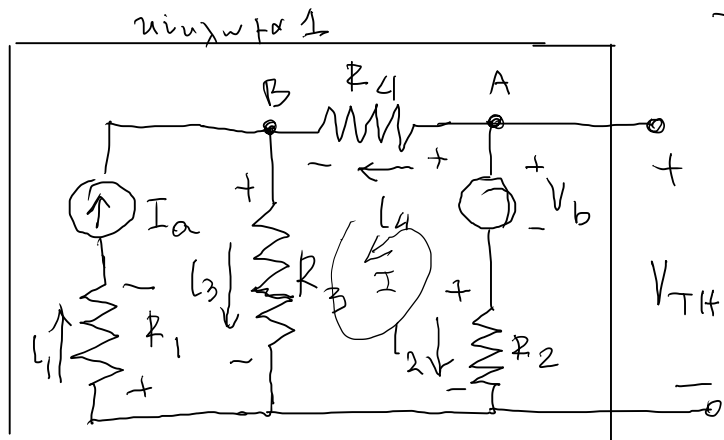 κύκλωμα 1
B R4 A
- + + +
+ Ia i4 Vb
-
- i3 R3 I + VTH
i1 R1 i2 R2
+ - - -